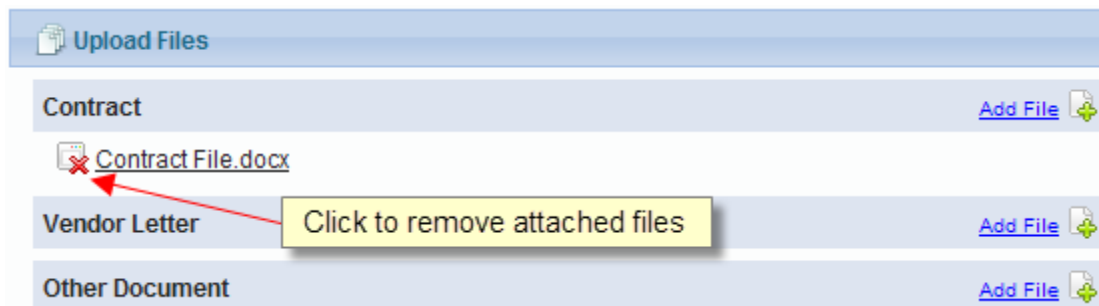 Upload Files
Contract Add File
Contract File.docx
Click to remove attached files
Vendor Letter Add File
Other Document Add File